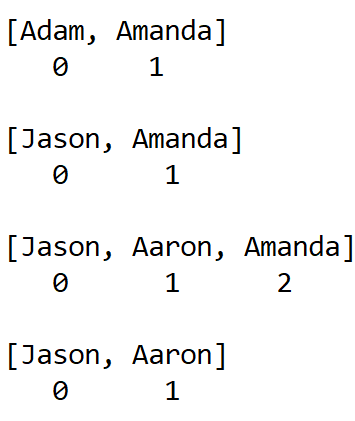 [Adam, Amanda]
0 1
[Jason, Amanda]
0 1
[Jason, Aaron, Amanda]
0 1 2
[Jason, Aaron]
0 1